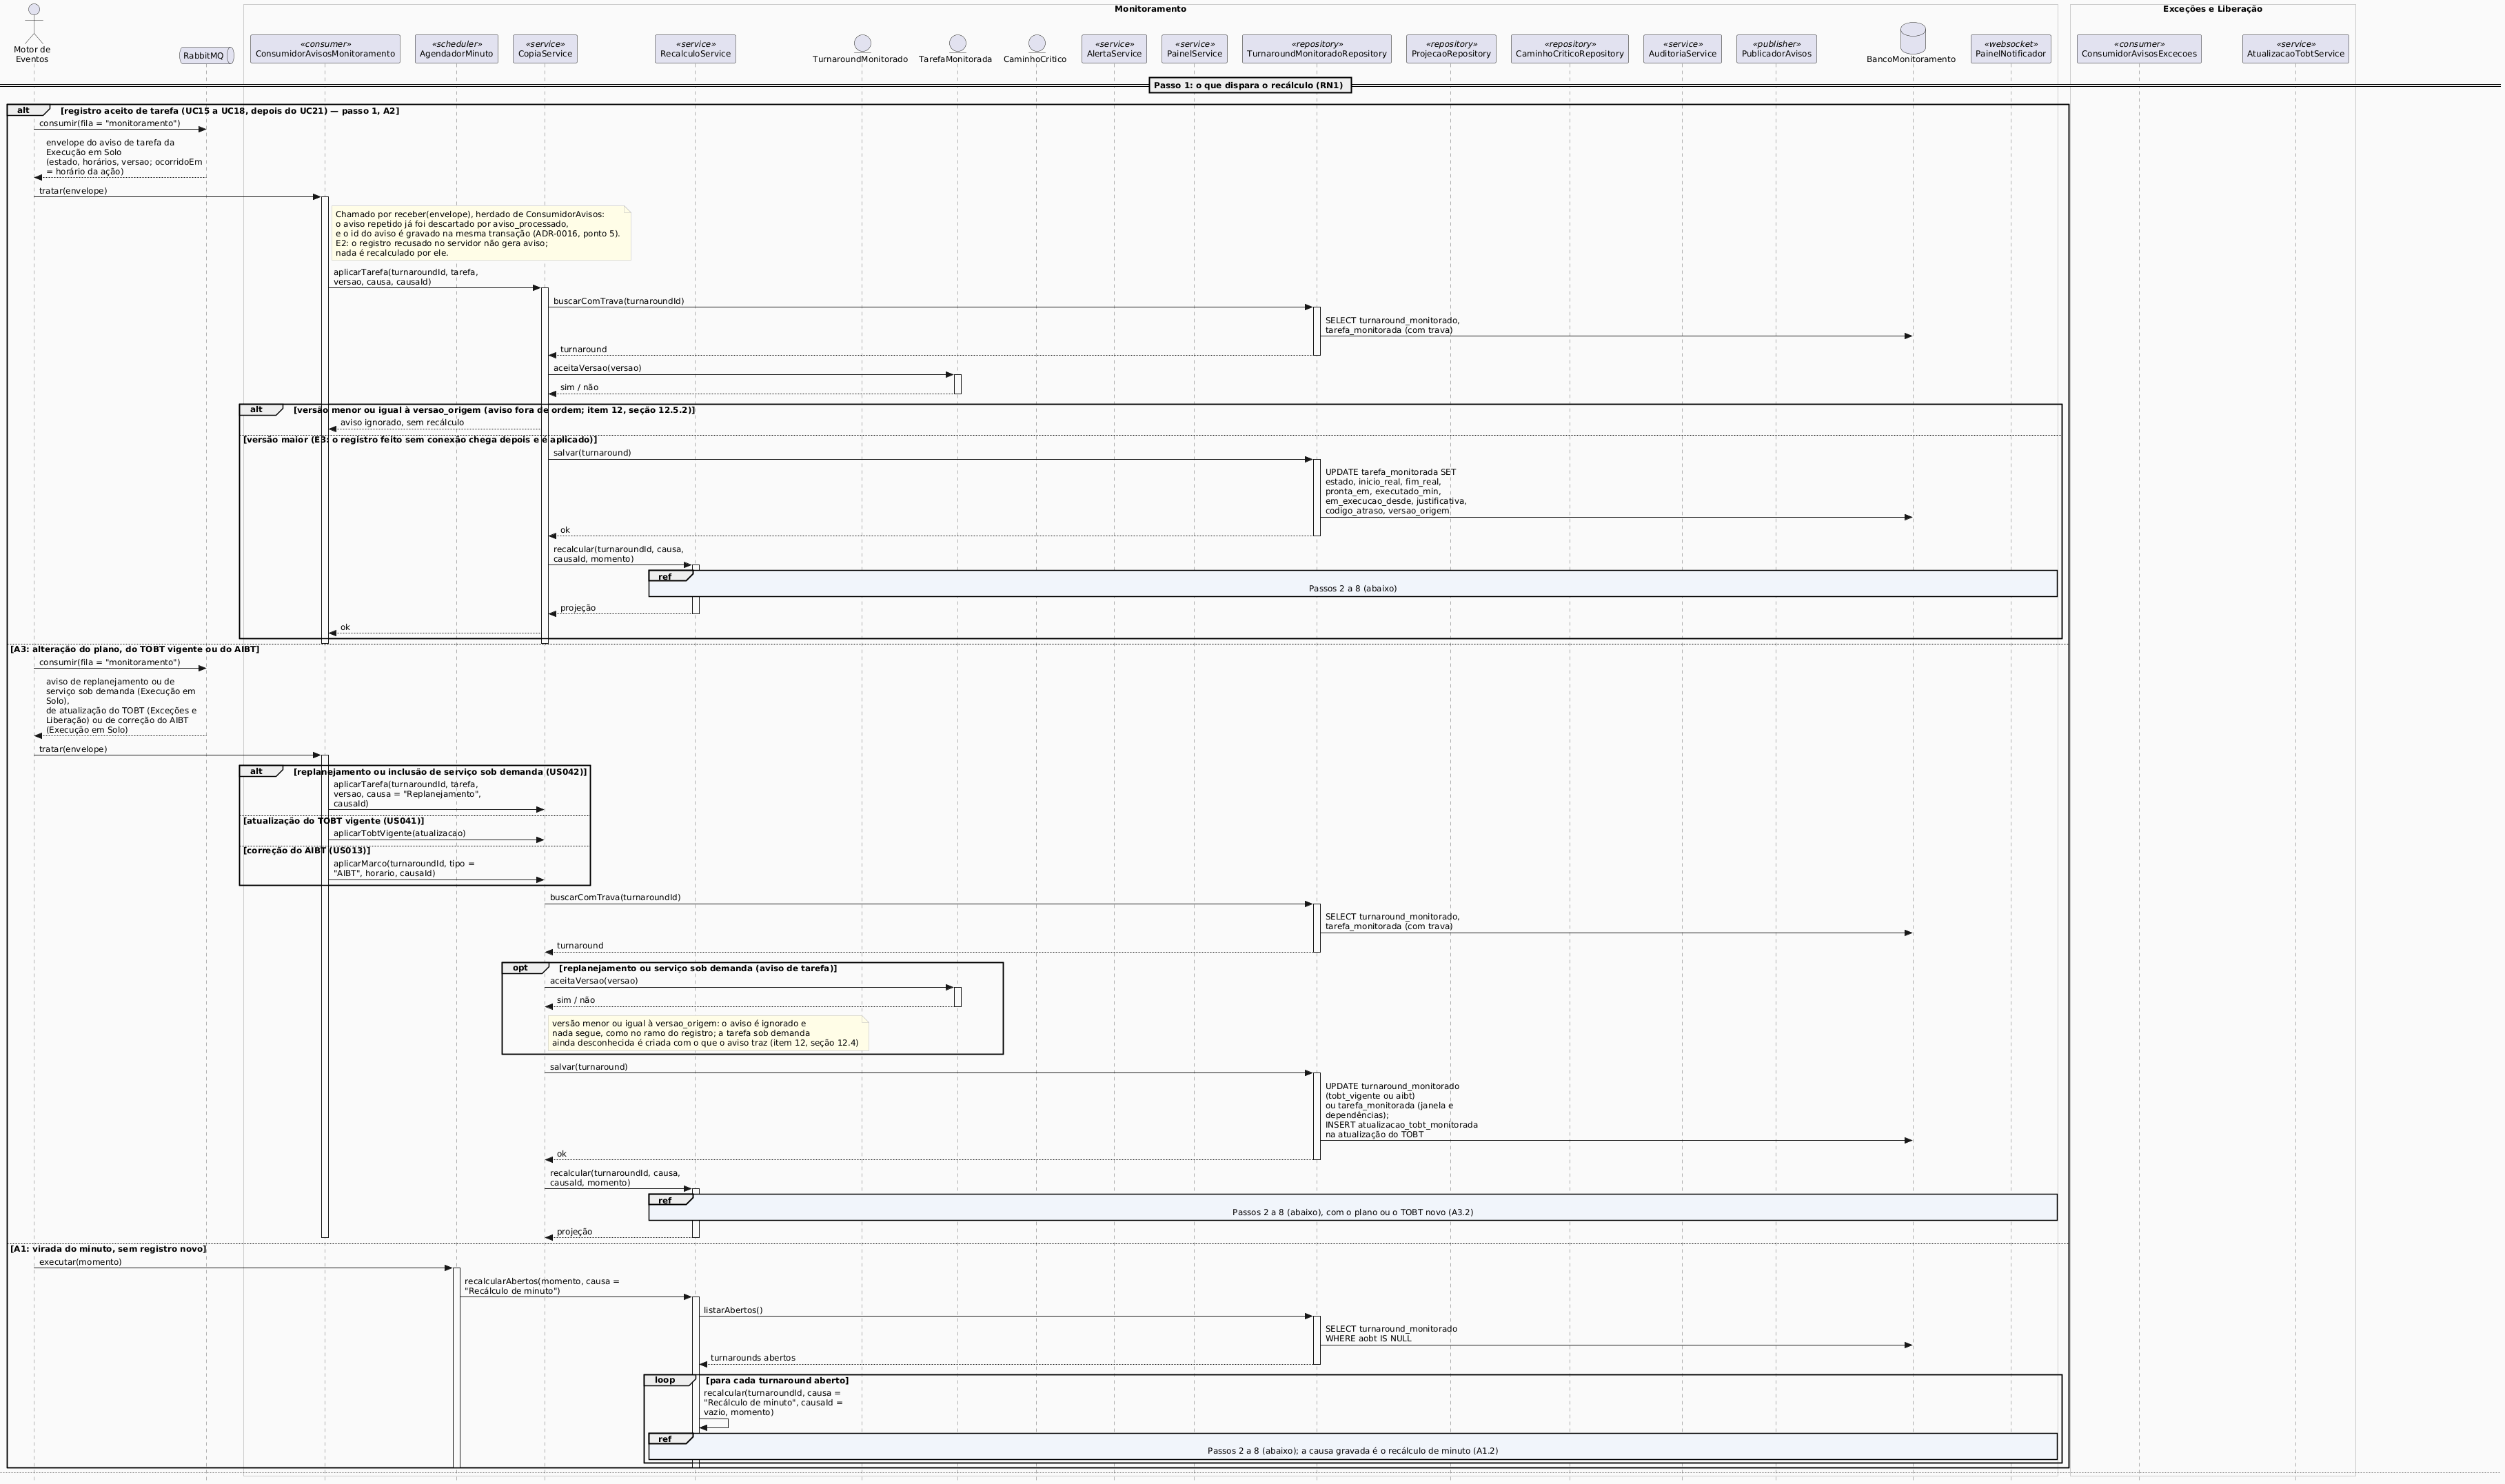 Monitoramento
Exceções e Liberação
Motor de
Eventos
RabbitMQ
«consumer»
ConsumidorAvisosMonitoramento
«scheduler»
AgendadorMinuto
«service»
CopiaService
«service»
RecalculoService
TurnaroundMonitorado
TarefaMonitorada
CaminhoCritico
«service»
AlertaService
«service»
PainelService
«repository»
TurnaroundMonitoradoRepository
«repository»
ProjecaoRepository
«repository»
CaminhoCriticoRepository
«service»
AuditoriaService
«publisher»
PublicadorAvisos
BancoMonitoramento
«websocket»
PainelNotificador
«consumer»
ConsumidorAvisosExcecoes
«service»
AtualizacaoTobtService
Passo 1: o que dispara o recálculo (RN1)
alt [registro aceito de tarefa (UC15 a UC18, depois do UC21) — passo 1, A2]
consumir(fila = "monitoramento")
envelope do aviso de tarefa da
Execução em Solo
(estado, horários, versao; ocorridoEm
= horário da ação)
tratar(envelope)
Chamado por receber(envelope), herdado de ConsumidorAvisos:
o aviso repetido já foi descartado por aviso_processado,
e o id do aviso é gravado na mesma transação (ADR-0016, ponto 5).
E2: o registro recusado no servidor não gera aviso;
nada é recalculado por ele.
aplicarTarefa(turnaroundId, tarefa,
versao, causa, causaId)
buscarComTrava(turnaroundId)
SELECT turnaround_monitorado,
tarefa_monitorada (com trava)
turnaround
aceitaVersao(versao)
sim / não
alt [versão menor ou igual à versao_origem (aviso fora de ordem; item 12, seção 12.5.2)]
aviso ignorado, sem recálculo
[versão maior (E3: o registro feito sem conexão chega depois e é aplicado)]
salvar(turnaround)
UPDATE tarefa_monitorada SET
estado, inicio_real, fim_real,
pronta_em, executado_min,
em_execucao_desde, justificativa,
codigo_atraso, versao_origem
ok
recalcular(turnaroundId, causa,
causaId, momento)
ref
Passos 2 a 8 (abaixo)
projeção
ok
[A3: alteração do plano, do TOBT vigente ou do AIBT]
consumir(fila = "monitoramento")
aviso de replanejamento ou de
serviço sob demanda (Execução em
Solo),
de atualização do TOBT (Exceções e
Liberação) ou de correção do AIBT
(Execução em Solo)
tratar(envelope)
alt [replanejamento ou inclusão de serviço sob demanda (US042)]
aplicarTarefa(turnaroundId, tarefa,
versao, causa = "Replanejamento",
causaId)
[atualização do TOBT vigente (US041)]
aplicarTobtVigente(atualizacao)
[correção do AIBT (US013)]
aplicarMarco(turnaroundId, tipo =
"AIBT", horario, causaId)
buscarComTrava(turnaroundId)
SELECT turnaround_monitorado,
tarefa_monitorada (com trava)
turnaround
opt [replanejamento ou serviço sob demanda (aviso de tarefa)]
aceitaVersao(versao)
sim / não
versão menor ou igual à versao_origem: o aviso é ignorado e
nada segue, como no ramo do registro; a tarefa sob demanda
ainda desconhecida é criada com o que o aviso traz (item 12, seção 12.4)
salvar(turnaround)
UPDATE turnaround_monitorado
(tobt_vigente ou aibt)
ou tarefa_monitorada (janela e
dependências);
INSERT atualizacao_tobt_monitorada
na atualização do TOBT
ok
recalcular(turnaroundId, causa,
causaId, momento)
ref
Passos 2 a 8 (abaixo), com o plano ou o TOBT novo (A3.2)
projeção
[A1: virada do minuto, sem registro novo]
executar(momento)
recalcularAbertos(momento, causa =
"Recálculo de minuto")
listarAbertos()
SELECT turnaround_monitorado
WHERE aobt IS NULL
turnarounds abertos
loop [para cada turnaround aberto]
recalcular(turnaroundId, causa =
"Recálculo de minuto", causaId =
vazio, momento)
ref
Passos 2 a 8 (abaixo); a causa gravada é o recálculo de minuto (A1.2)